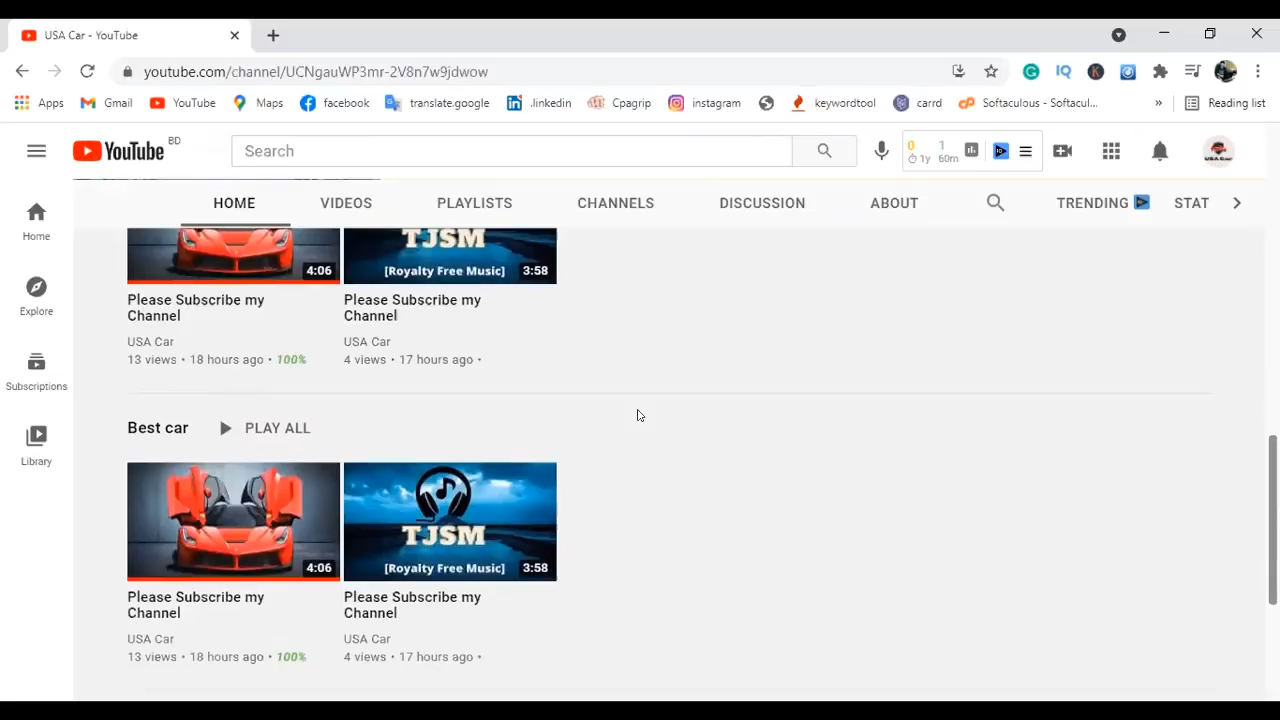 USA Car - YouTube
youtube.com/channel/UCNgauWP3mr-2V8n7w9jdwow
Apps Gmail YouTube Maps facebook translate.google .linkedin Cpagrip instagram keywordtool carrd Softaculous - Softacul... » Reading list
YouTube BD Search 0 1y 1 60m
HOME VIDEOS PLAYLISTS CHANNELS DISCUSSION ABOUT TRENDING STAT
Home
Explore
Subscriptions
Library
TJSM
[Royalty Free Music]
4:06 3:58
Please Subscribe my Channel
USA Car
13 views • 18 hours ago • 100%
Please Subscribe my Channel
USA Car
4 views • 17 hours ago •
Best car PLAY ALL
TJSM
[Royalty Free Music]
4:06 3:58
Please Subscribe my Channel
USA Car
13 views • 18 hours ago • 100%
Please Subscribe my Channel
USA Car
4 views • 17 hours ago •